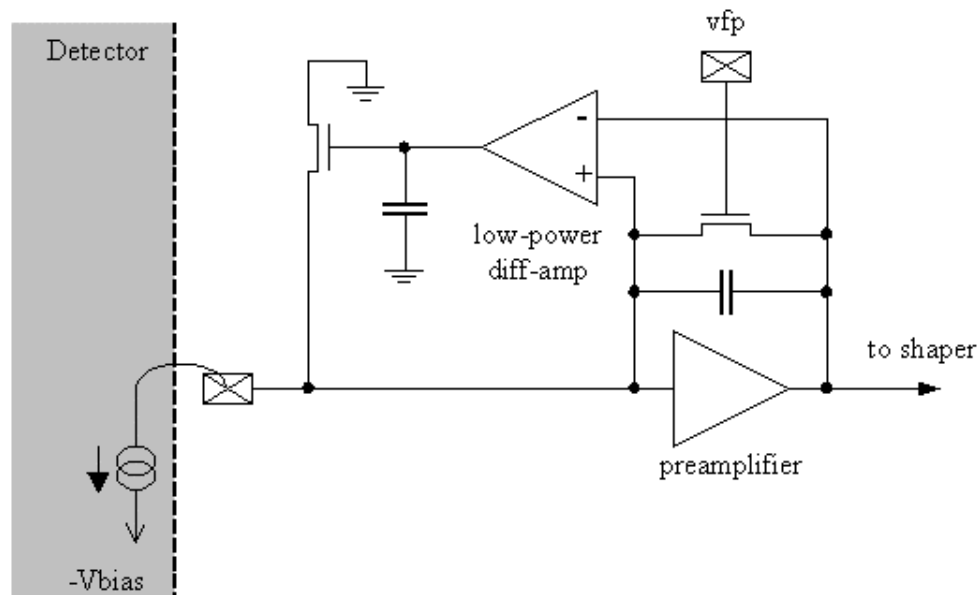 Detector
vfp
-
+
low-power
diff-amp
to shaper
preamplifier
-Vbias